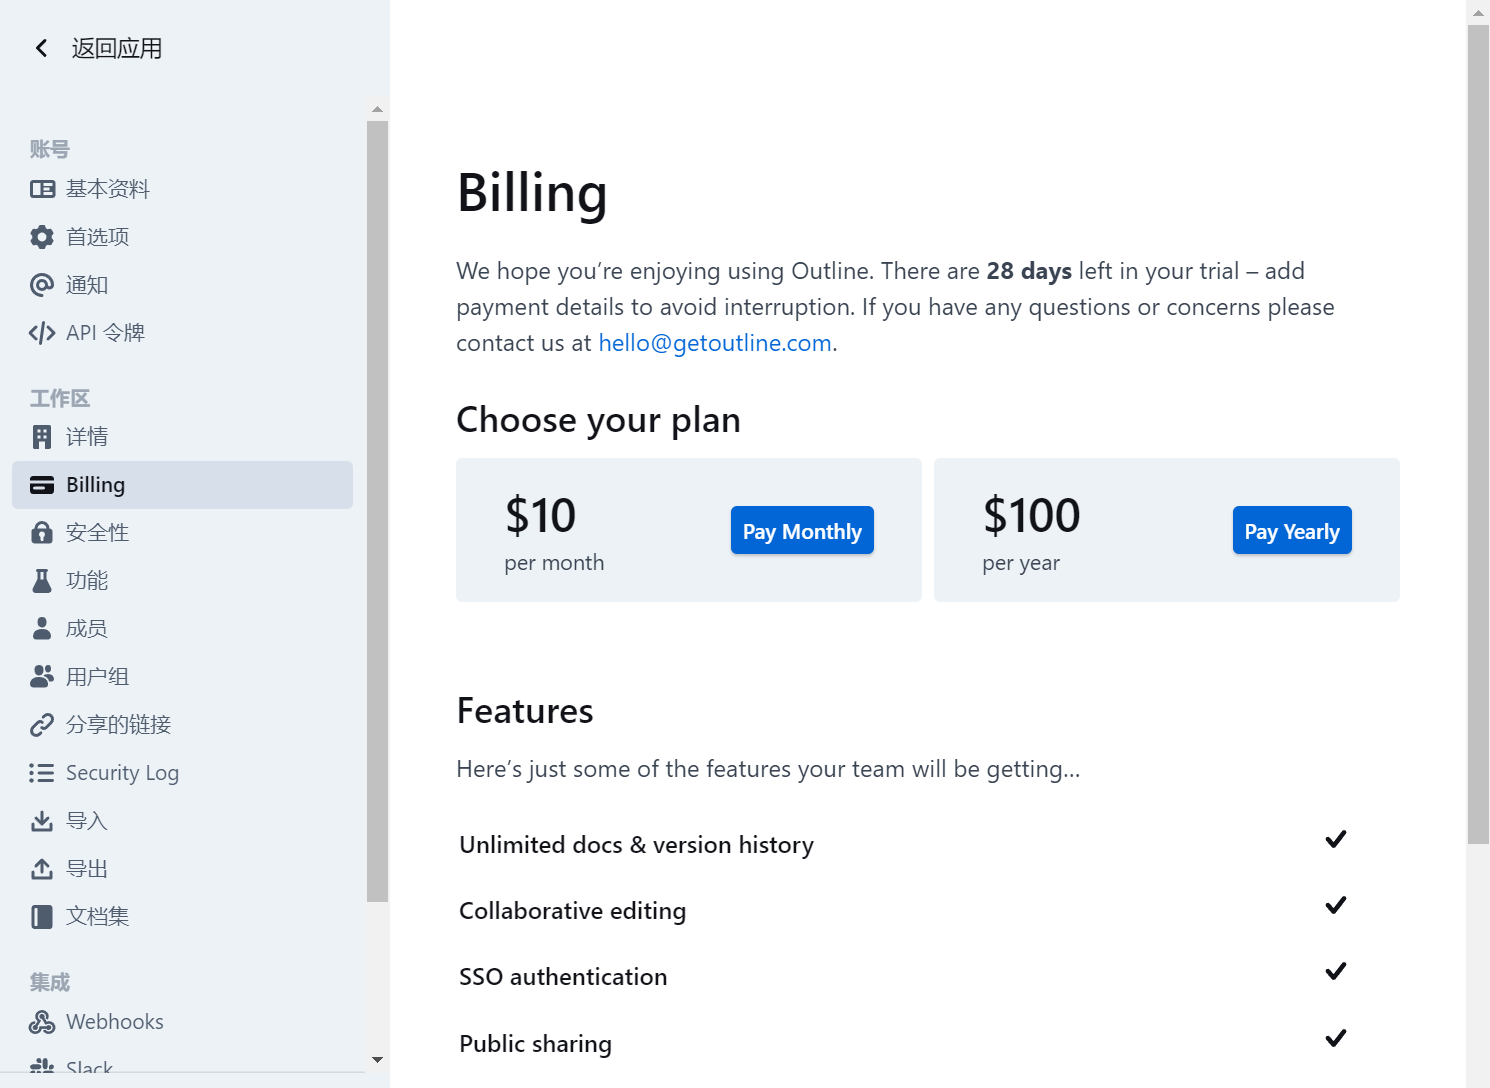 返回应用
账号
基本资料
首选项
通知
API 令牌
工作区
详情
Billing
安全性
功能
成员
用户组
分享的链接
Security Log
导入
导出
文档集
集成
Webhooks
Slack
Billing
We hope you’re enjoying using Outline. There are 28 days left in your trial – add
payment details to avoid interruption. If you have any questions or concerns please
contact us at hello@getoutline.com.
Choose your plan
$10
per month
Pay Monthly
$100
per year
Pay Yearly
Features
Here’s just some of the features your team will be getting…
Unlimited docs & version history
Collaborative editing
SSO authentication
Public sharing